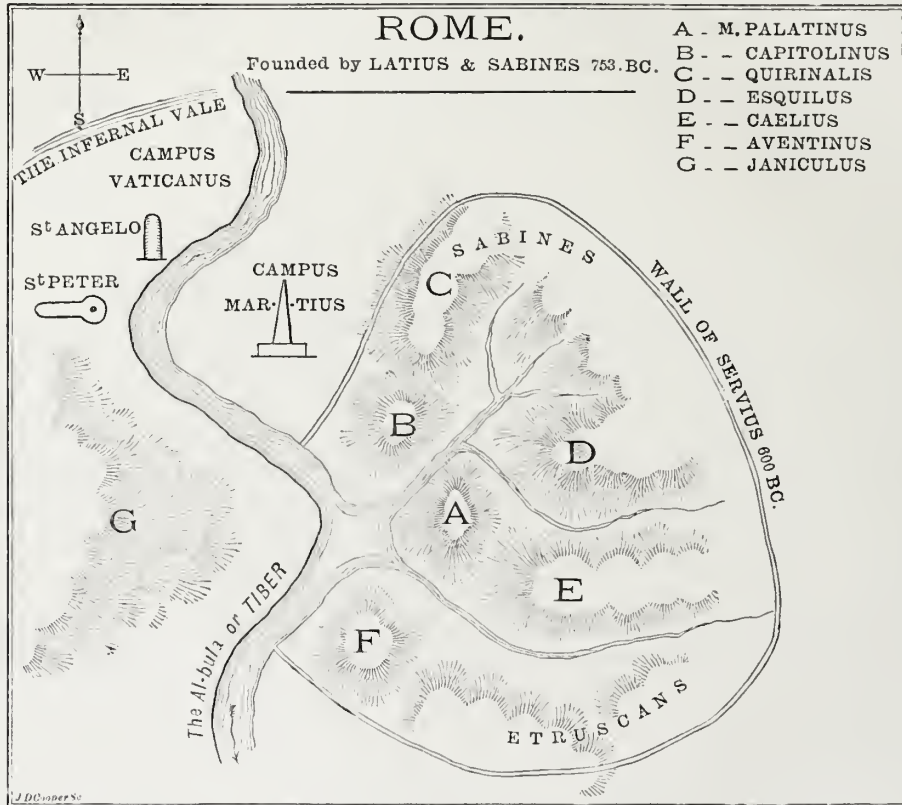 ROME.
Founded by LATIUS & SABINES 753. BC.
A - M. PALATINUS
B - – CAPITOLINUS
C - – QUIRINALIS
D - – ESQUILUS
E - – CAELIUS
F - – AVENTINUS
G - – JANICULUS
W E
S
THE INFERNAL VALE
CAMPUS
VATICANUS
St ANGELO
St PETER
CAMPUS
MAR·TIUS
SABINES
WALL OF SERVIUS 600 BC.
C
B
D
A
G
E
F
The Al-bula or TIBER
ETRUSCANS
J D Cooper Sc